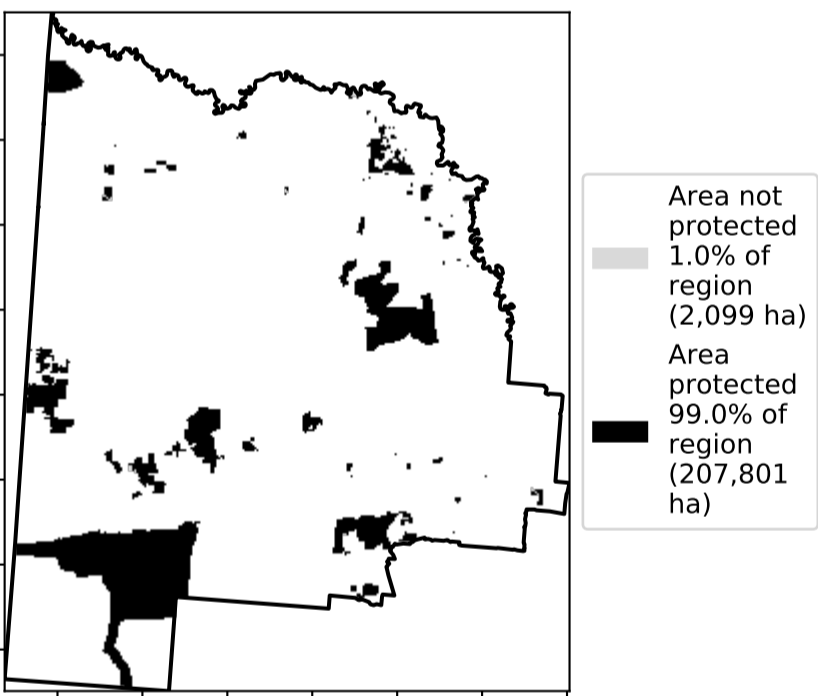 Area not
protected
1.0% of
region
(2,099 ha)
Area
protected
99.0% of
region
(207,801
ha)